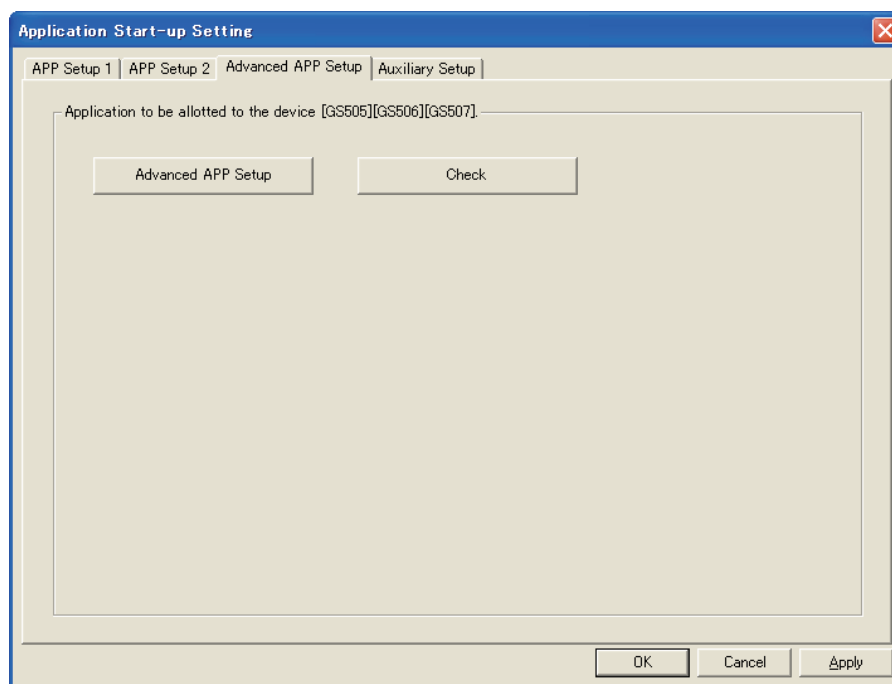 Application Start-up Setting
APP Setup 1 APP Setup 2 Advanced APP Setup Auxiliary Setup
Application to be allotted to the device [GS505][GS506][GS507].
Advanced APP Setup Check
OK Cancel Apply